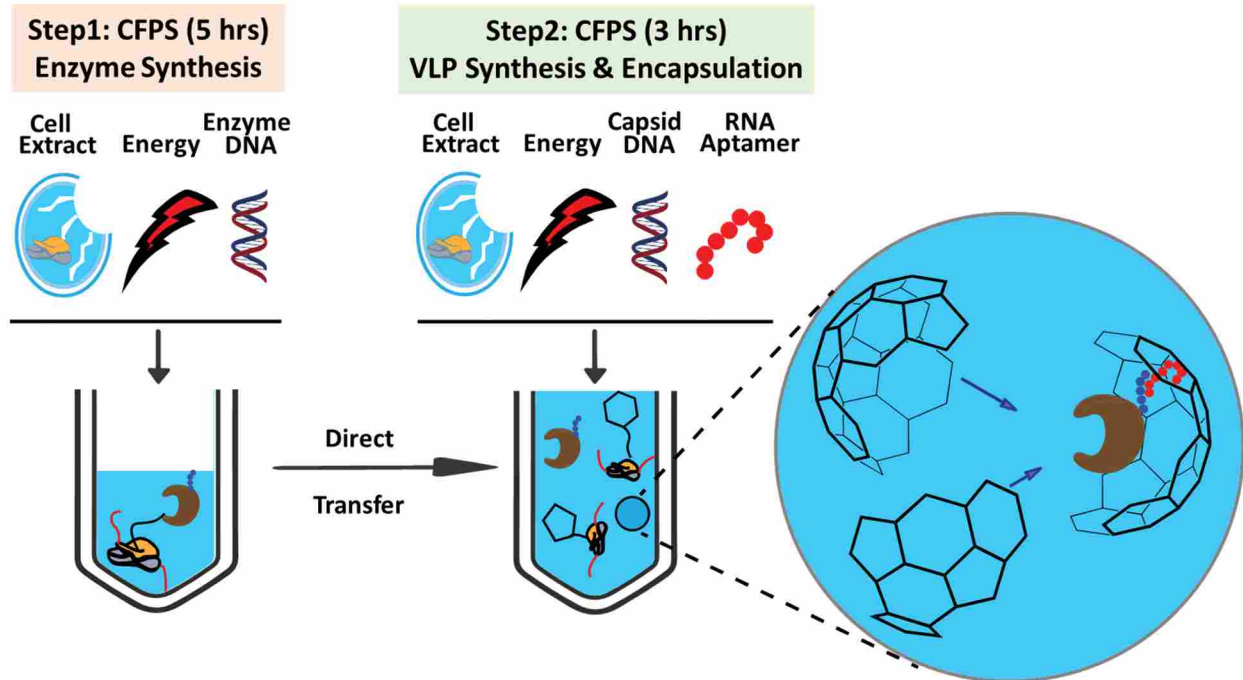 Step1: CFPS (5 hrs)
Enzyme Synthesis
Step2: CFPS (3 hrs)
VLP Synthesis & Encapsulation
Cell
Extract
Energy
Enzyme
DNA
Cell
Extract
Energy
Capsid
DNA
RNA
Aptamer
Direct
Transfer